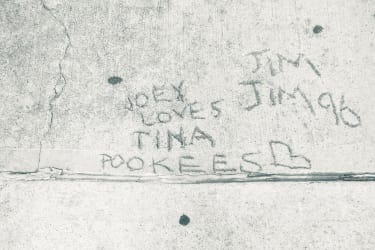 JOEY
LOVES
TINA
POOKEES
JIM
JIM 96